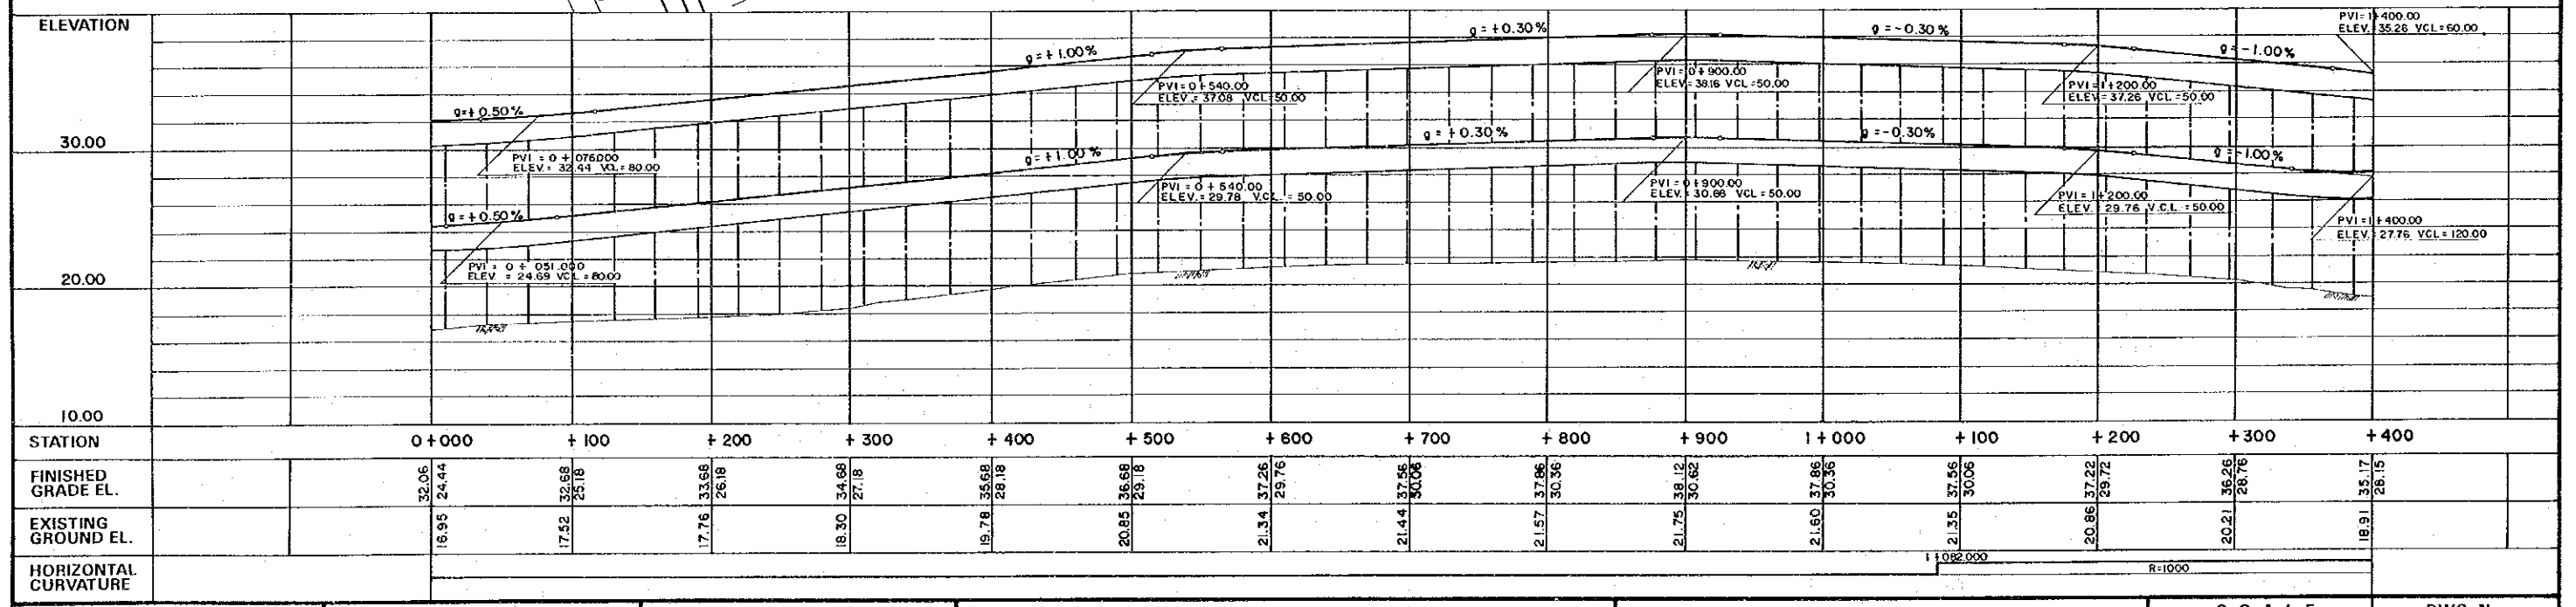 ELEVATION
PVI= 1+400.00
ELEV. 35.26 VCL=60.00
g=+0.30%
g=-0.30%
g=+1.00%
g=-1.00%
PVI= 0+900.00
ELEV.= 38.16 VCL=50.00
PVI= 0+540.00
ELEV.= 37.08 VCL=50.00
PVI= 1+200.00
ELEV.= 37.26 VCL=50.00
g=+0.50%
g=+0.30%
g=-0.30%
30.00
PVI = 0+076.000
ELEV.= 32.44 VCL=80.00
g=+1.00%
g=-1.00%
PVI= 0+540.00
ELEV.= 29.78 V.C.L.=50.00
PVI= 0+900.00
ELEV.= 30.66 VCL=50.00
PVI= 1+200.00
ELEV.= 29.76 V.C.L.=50.00
g=+0.50%
PVI= 1+400.00
ELEV. 27.76 VCL=120.00
PVI = 0+051.000
ELEV. = 24.69 VCL=80.00
20.00
10.00
STATION 0+000 +100 +200 +300 +400 +500 +600 +700 +800 +900 1+000 +100 +200 +300 +400
FINISHED
GRADE EL.
32.06 32.68 33.68 34.68 35.68 36.68 37.26 37.56 37.86 38.12 37.86 37.56 37.22 36.26 35.17
24.44 25.18 26.18 27.18 28.18 29.18 29.76 30.06 30.36 30.62 30.36 30.06 29.72 28.76 28.15
EXISTING
GROUND EL.
16.95 17.52 17.76 18.30 19.78 20.85 21.34 21.44 21.57 21.75 21.60 21.35 20.86 20.21 18.91
HORIZONTAL
CURVATURE
1+082.000
R=1000